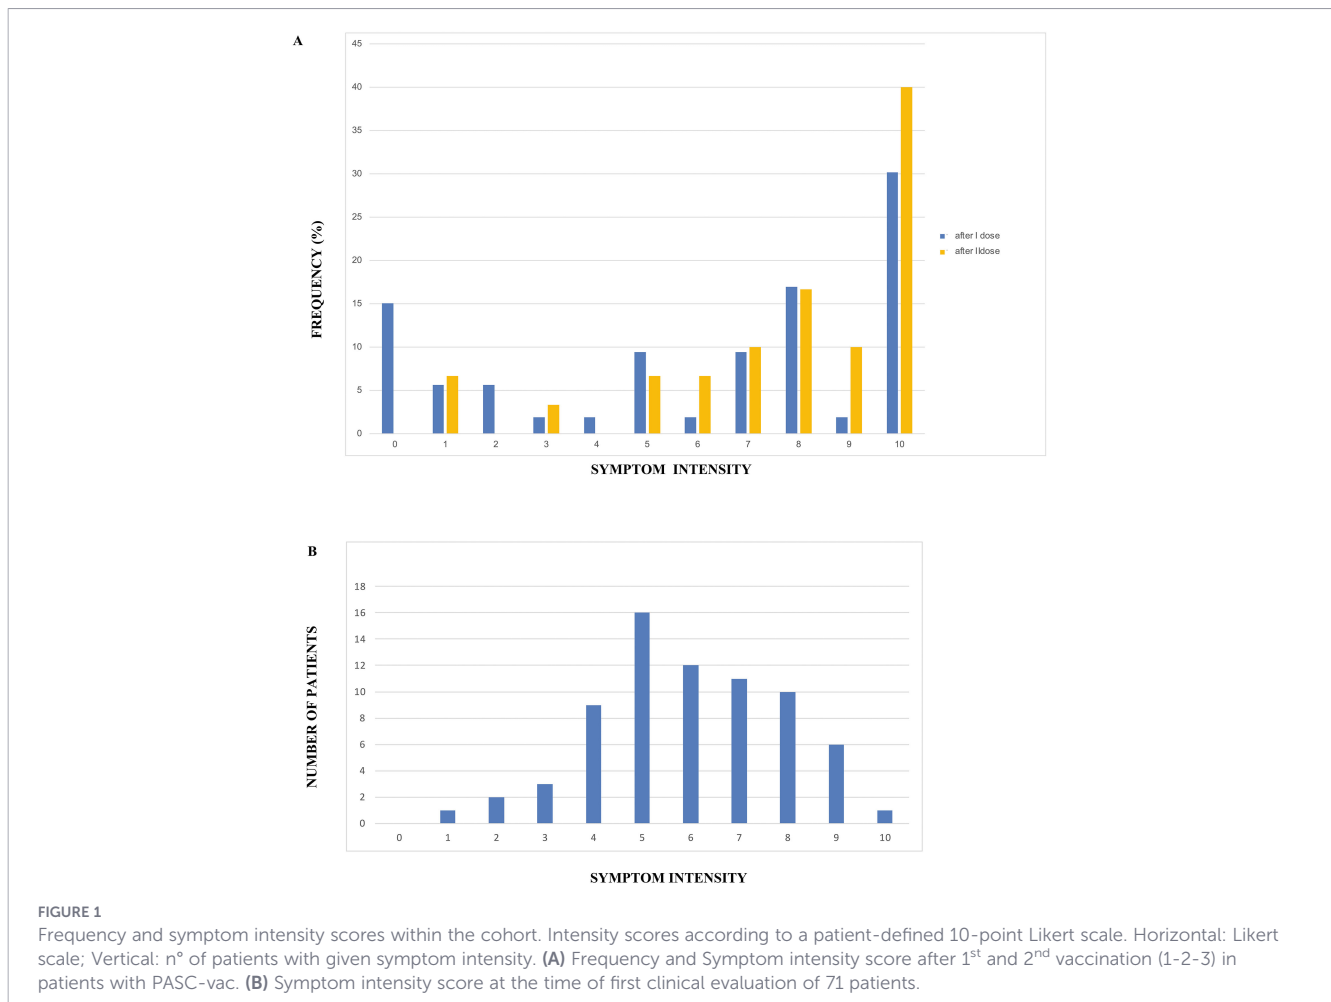 A
45
40
35
30
25
20
15
10
5
0
0 1 2 3 4 5 6 7 8 9 10
FREQUENCY (%)
SYMPTOM INTENSITY
after I dose
after IIdose
B
18
16
14
12
10
8
6
4
2
0
0 1 2 3 4 5 6 7 8 9 10
NUMBER OF PATIENTS
SYMPTOM INTENSITY
FIGURE 1
Frequency and symptom intensity scores within the cohort. Intensity scores according to a patient-defined 10-point Likert scale. Horizontal: Likert
scale; Vertical: n° of patients with given symptom intensity. (A) Frequency and Symptom intensity score after 1st and 2nd vaccination (1-2-3) in
patients with PASC-vac. (B) Symptom intensity score at the time of first clinical evaluation of 71 patients.